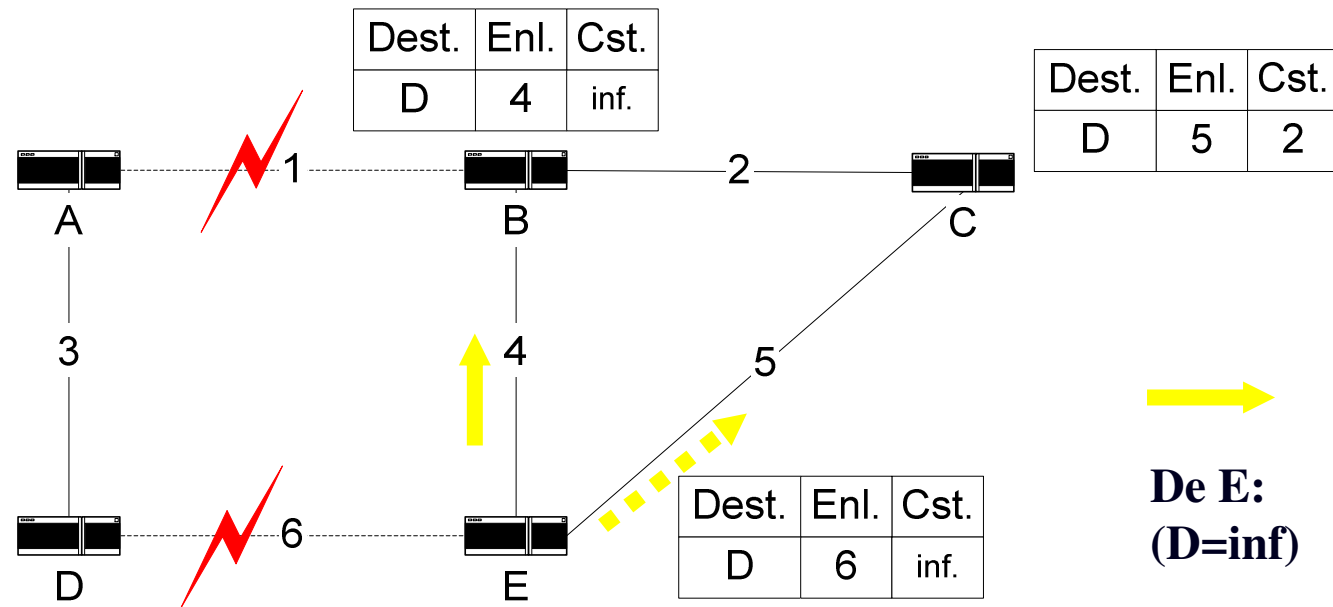 Dest. Enl. Cst.
D 4 inf.
Dest. Enl. Cst.
D 5 2
1
2
A
B
C
3
4
5
6
D
E
Dest. Enl. Cst.
D 6 inf.
De E:
(D=inf)